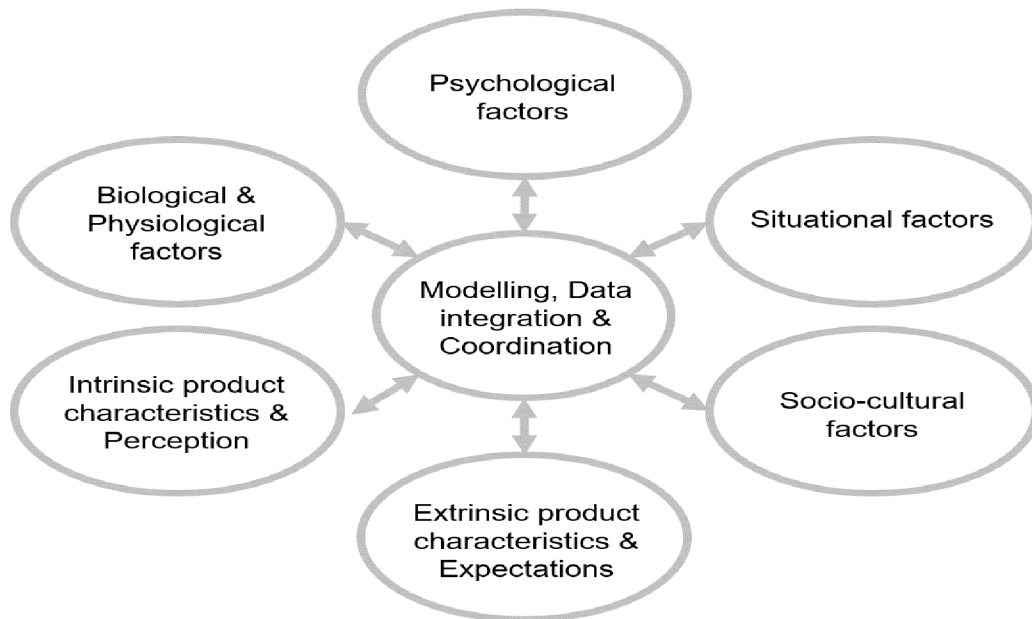 Psychological
factors
Biological &
Physiological
factors
Situational factors
Modelling, Data
integration &
Coordination
Intrinsic product
characteristics &
Perception
Socio-cultural
factors
Extrinsic product
characteristics &
Expectations